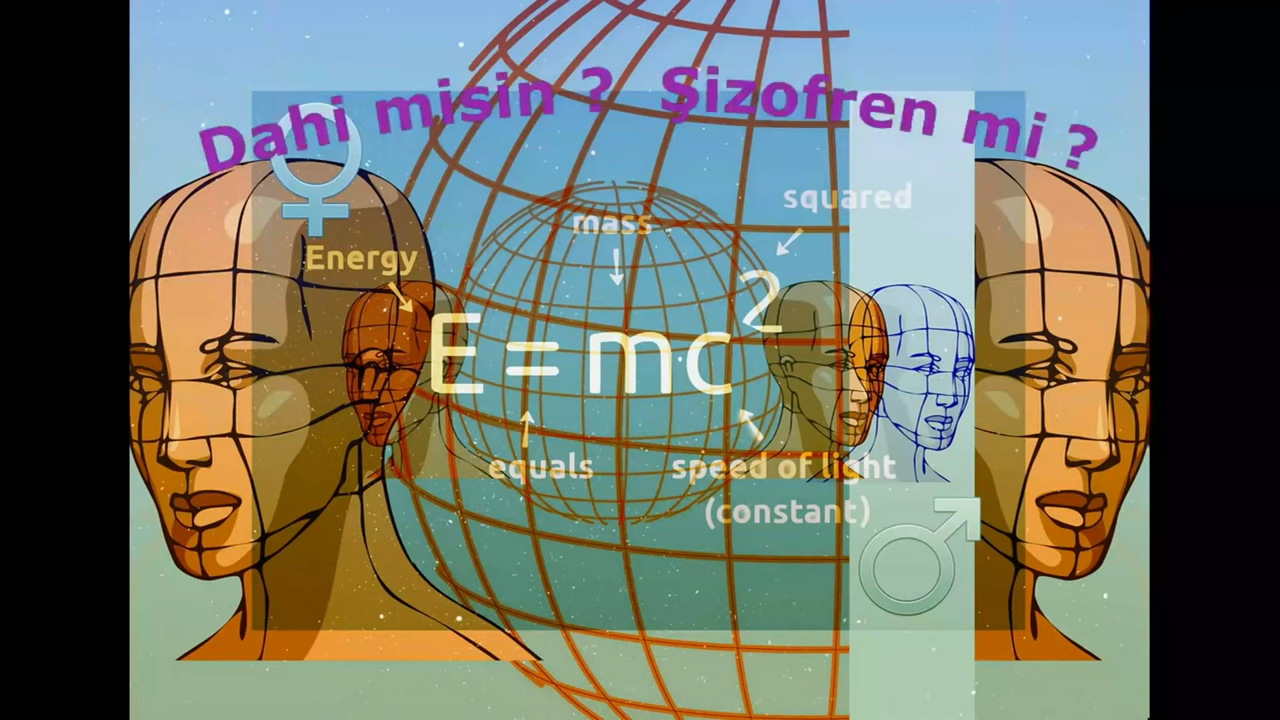 Dahi misin ? Şizofren mi ?
squared
mass
Energy
E=mc²
equals
speed of light
(constant)